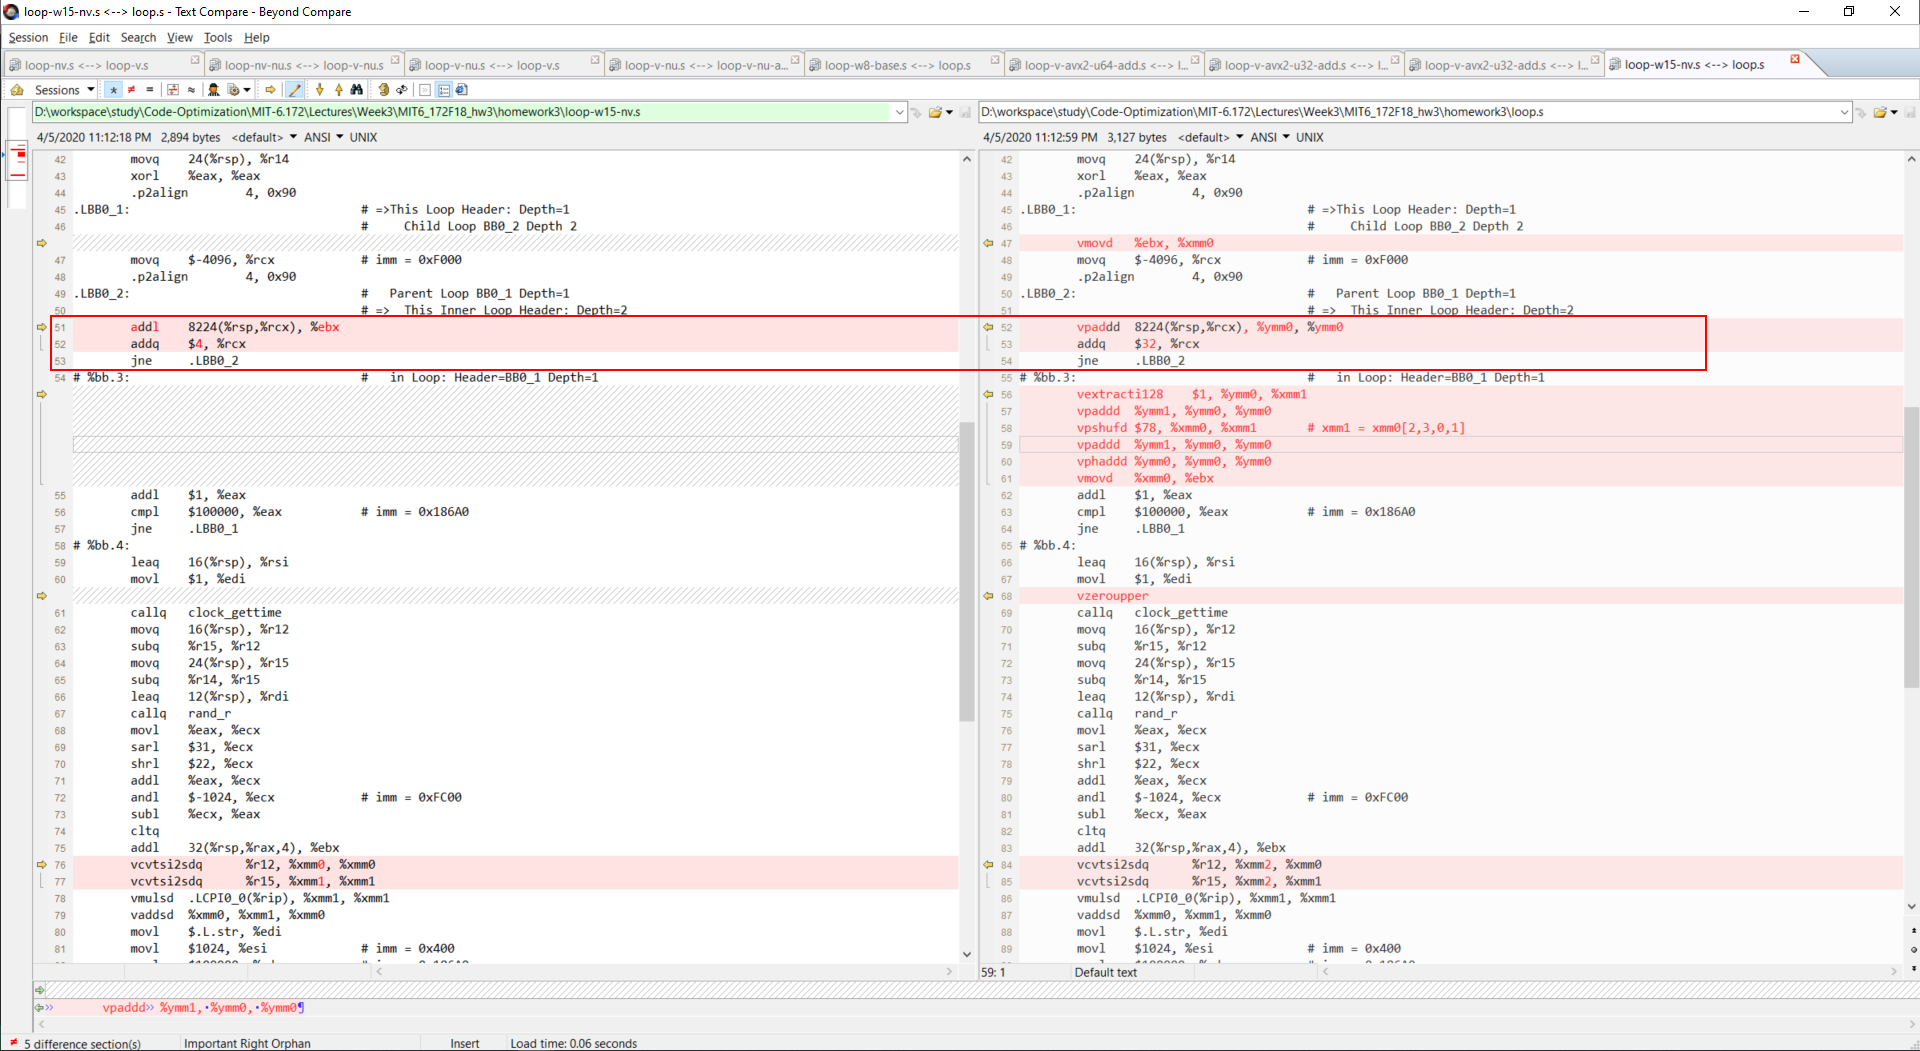 loop-w15-nv.s <--> loop.s - Text Compare - Beyond Compare
Session File Edit Search View Tools Help
loop-nv.s <--> loop-v.s
loop-nv-nu.s <--> loop-v-nu.s
loop-v-nu.s <--> loop-v.s
loop-v-nu.s <--> loop-v-nu-a...
loop-w8-base.s <--> loop.s
loop-v-avx2-u64-add.s <--> l...
loop-v-avx2-u32-add.s <--> l...
loop-v-avx2-u32-add.s <--> l...
loop-w15-nv.s <--> loop.s
Sessions
D:\workspace\study\Code-Optimization\MIT-6.172\Lectures\Week3\MIT6_172F18_hw3\homework3\loop-w15-nv.s
4/5/2020 11:12:18 PM 2,894 bytes <default> ANSI UNIX
42 movq 24(%rsp), %r14
43 xorl %eax, %eax
44 .p2align 4, 0x90
45 .LBB0_1: # =>This Loop Header: Depth=1
46 # Child Loop BB0_2 Depth 2
47 movq $-4096, %rcx # imm = 0xF000
48 .p2align 4, 0x90
49 .LBB0_2: # Parent Loop BB0_1 Depth=1
50 # => This Inner Loop Header: Depth=2
51 addl 8224(%rsp,%rcx), %ebx
52 addq $4, %rcx
53 jne .LBB0_2
54 # %bb.3: # in Loop: Header=BB0_1 Depth=1
55 addl $1, %eax
56 cmpl $100000, %eax # imm = 0x186A0
57 jne .LBB0_1
58 # %bb.4:
59 leaq 16(%rsp), %rsi
60 movl $1, %edi
61 callq clock_gettime
62 movq 16(%rsp), %r12
63 subq %r15, %r12
64 movq 24(%rsp), %r15
65 subq %r14, %r15
66 leaq 12(%rsp), %rdi
67 callq rand_r
68 movl %eax, %ecx
69 sarl $31, %ecx
70 shrl $22, %ecx
71 addl %eax, %ecx
72 andl $-1024, %ecx # imm = 0xFC00
73 subl %ecx, %eax
74 cltq
75 addl 32(%rsp,%rax,4), %ebx
76 vcvtsi2sdq %r12, %xmm0, %xmm0
77 vcvtsi2sdq %r15, %xmm1, %xmm1
78 vmulsd .LCPI0_0(%rip), %xmm1, %xmm1
79 vaddsd %xmm0, %xmm1, %xmm0
80 movl $.L.str, %edi
81 movl $1024, %esi # imm = 0x400
D:\workspace\study\Code-Optimization\MIT-6.172\Lectures\Week3\MIT6_172F18_hw3\homework3\loop.s
4/5/2020 11:12:59 PM 3,127 bytes <default> ANSI UNIX
42 movq 24(%rsp), %r14
43 xorl %eax, %eax
44 .p2align 4, 0x90
45 .LBB0_1: # =>This Loop Header: Depth=1
46 # Child Loop BB0_2 Depth 2
47 vmovd %ebx, %xmm0
48 movq $-4096, %rcx # imm = 0xF000
49 .p2align 4, 0x90
50 .LBB0_2: # Parent Loop BB0_1 Depth=1
51 # => This Inner Loop Header: Depth=2
52 vpaddd 8224(%rsp,%rcx), %ymm0, %ymm0
53 addq $32, %rcx
54 jne .LBB0_2
55 # %bb.3: # in Loop: Header=BB0_1 Depth=1
56 vextracti128 $1, %ymm0, %xmm1
57 vpaddd %ymm1, %ymm0, %ymm0
58 vpshufd $78, %xmm0, %xmm1 # xmm1 = xmm0[2,3,0,1]
59 vpaddd %ymm1, %ymm0, %ymm0
60 vphaddd %ymm0, %ymm0, %ymm0
61 vmovd %xmm0, %ebx
62 addl $1, %eax
63 cmpl $100000, %eax # imm = 0x186A0
64 jne .LBB0_1
65 # %bb.4:
66 leaq 16(%rsp), %rsi
67 movl $1, %edi
68 vzeroupper
69 callq clock_gettime
70 movq 16(%rsp), %r12
71 subq %r15, %r12
72 movq 24(%rsp), %r15
73 subq %r14, %r15
74 leaq 12(%rsp), %rdi
75 callq rand_r
76 movl %eax, %ecx
77 sarl $31, %ecx
78 shrl $22, %ecx
79 addl %eax, %ecx
80 andl $-1024, %ecx # imm = 0xFC00
81 subl %ecx, %eax
82 cltq
83 addl 32(%rsp,%rax,4), %ebx
84 vcvtsi2sdq %r12, %xmm2, %xmm0
85 vcvtsi2sdq %r15, %xmm2, %xmm1
86 vmulsd .LCPI0_0(%rip), %xmm1, %xmm1
87 vaddsd %xmm0, %xmm1, %xmm0
88 movl $.L.str, %edi
89 movl $1024, %esi # imm = 0x400
59: 1 Default text
vpaddd» %ymm1,·%ymm0,·%ymm0¶
5 difference section(s) Important Right Orphan Insert Load time: 0.06 seconds